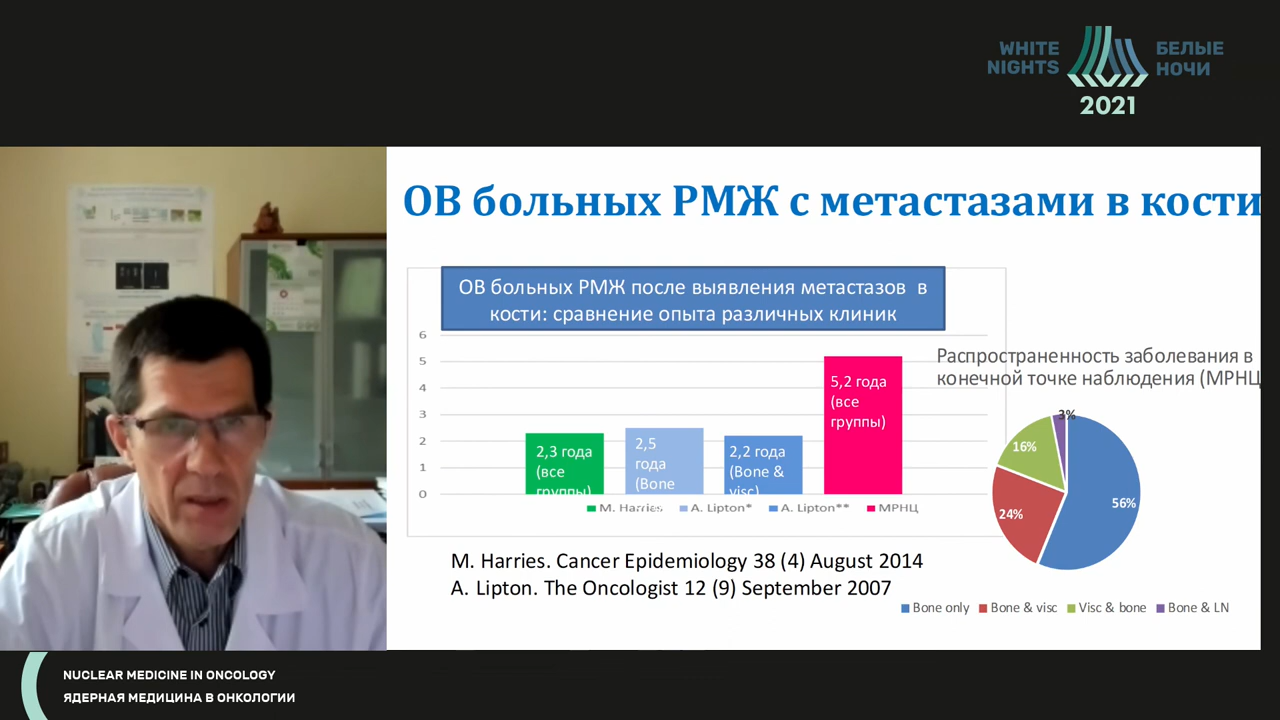 WHITE
NIGHTS
БЕЛЫЕ
НОЧИ
2021
ОВ больных РМЖ с метастазами в кости
ОВ больных РМЖ после выявления метастазов в
кости: сравнение опыта различных клиник
6
5
4
3
2
1
0
2,3 года
(все
группы)
2,5
года
(Bone
2,2 года
(Bone &
visc)
5,2 года
(все
группы)
M. Harries
A. Lipton*
A. Lipton**
МРНЦ
M. Harries. Cancer Epidemiology 38 (4) August 2014
A. Lipton. The Oncologist 12 (9) September 2007
Распространенность заболевания в
конечной точке наблюдения (МРНЦ
3%
16%
24%
56%
Bone only
Bone & visc
Visc & bone
Bone & LN
NUCLEAR MEDICINE IN ONCOLOGY
ЯДЕРНАЯ МЕДИЦИНА В ОНКОЛОГИИ